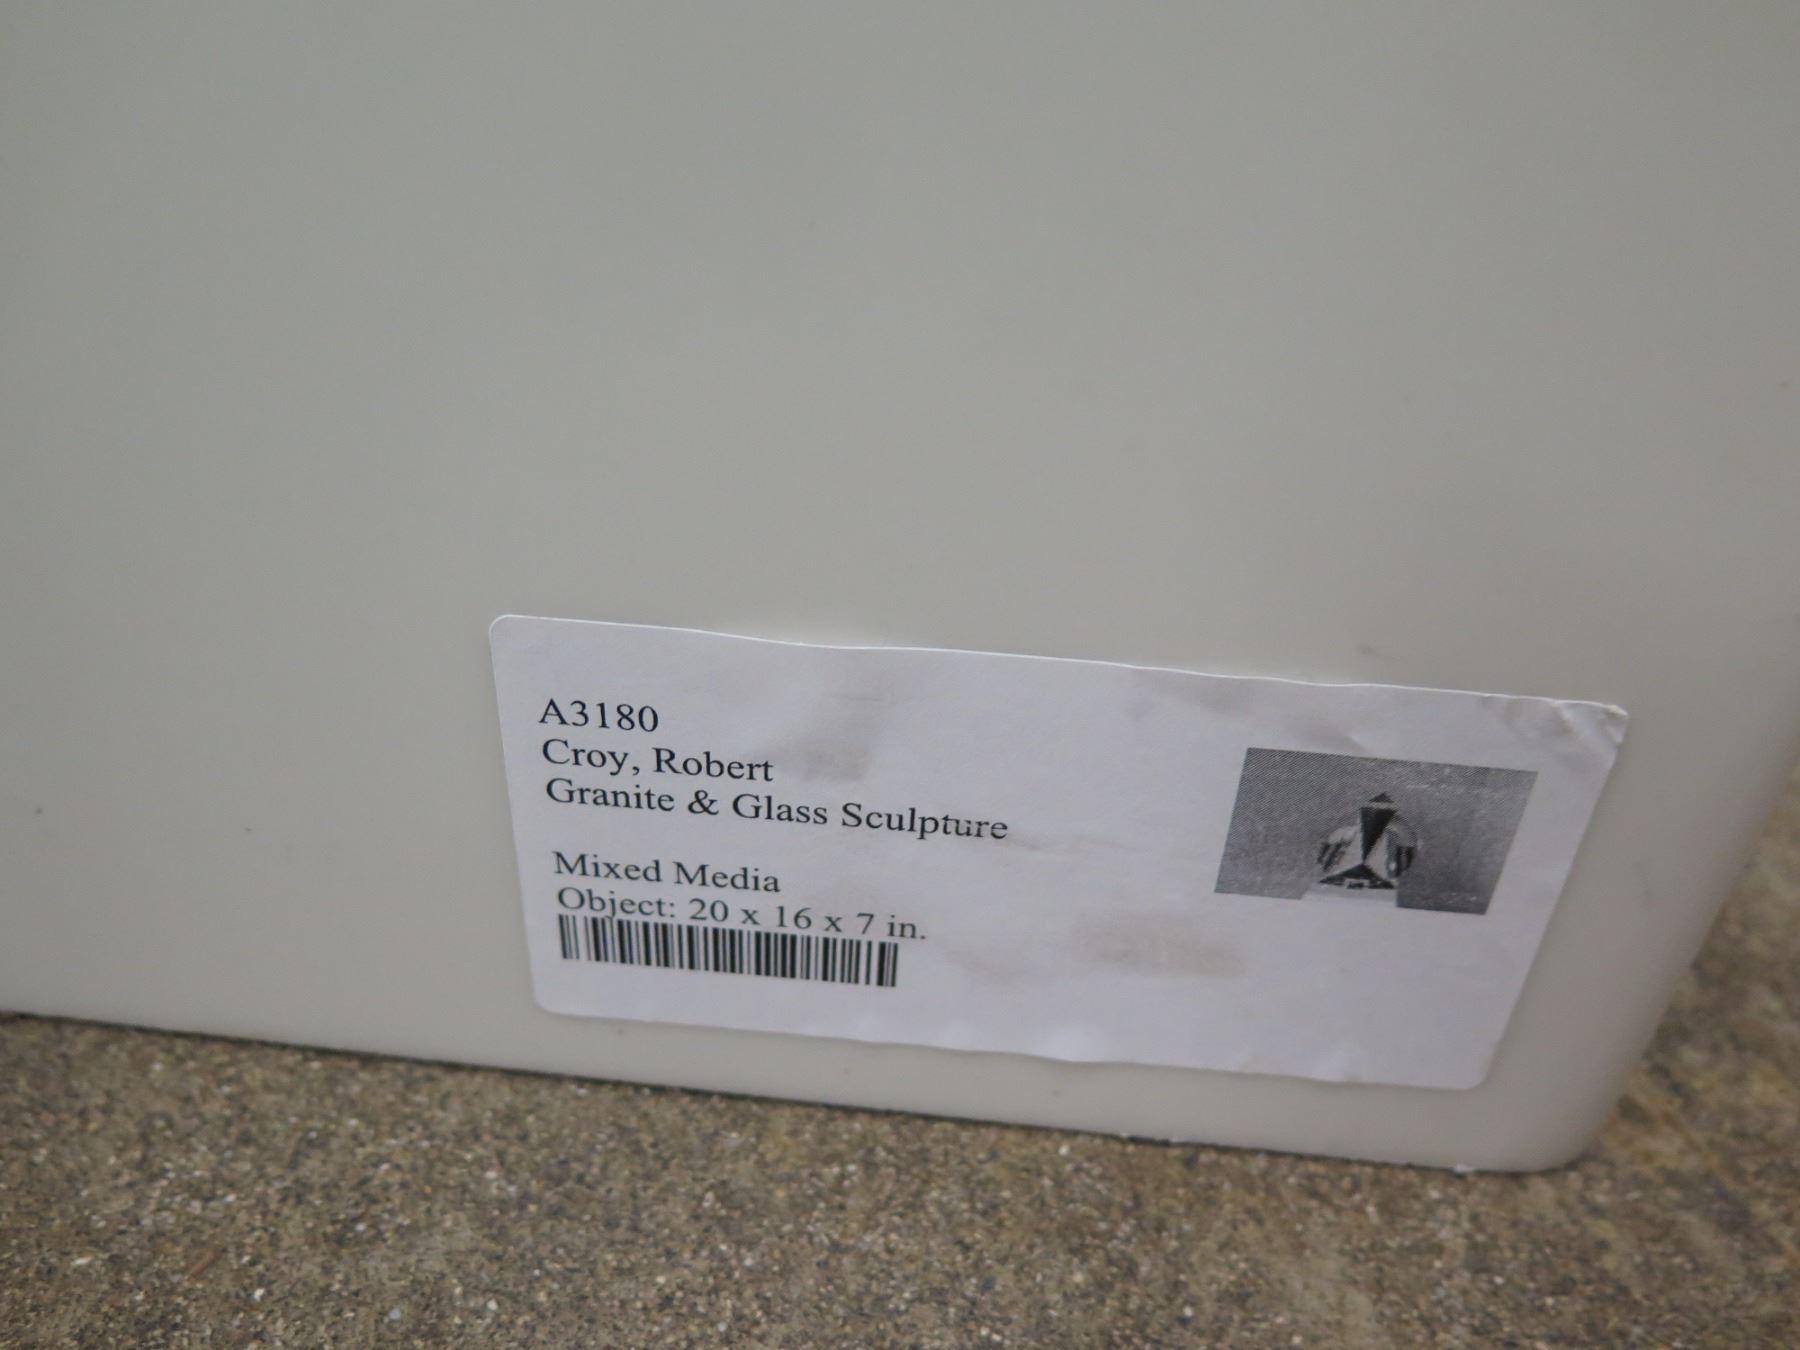 A3180
Croy, Robert
Granite & Glass Sculpture
Mixed Media
Object: 20 x 16 x 7 in.